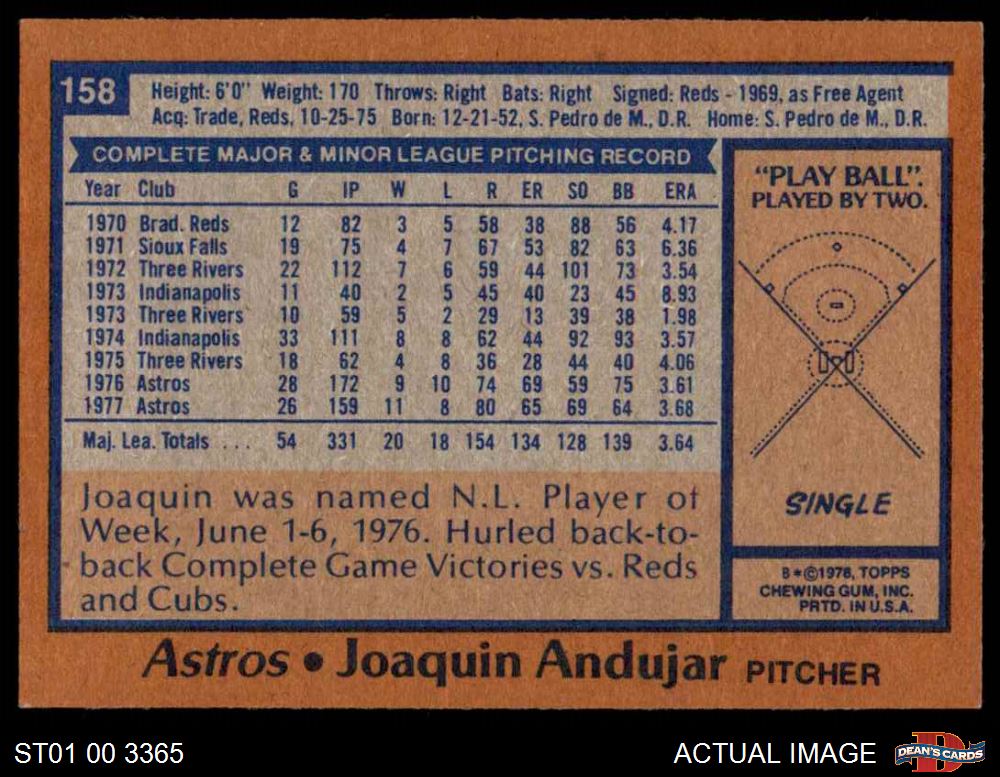 158
Height: 6'0" Weight: 170 Throws: Right Bats: Right Signed: Reds - 1969, as Free Agent
Acq: Trade, Reds, 10-25-75 Born: 12-21-52, S. Pedro de M., D.R. Home: S. Pedro de M., D.R.
COMPLETE MAJOR & MINOR LEAGUE PITCHING RECORD
Year Club G IP W L R ER SO BB ERA
1970 Brad. Reds 12 82 3 5 58 38 88 56 4.17
1971 Sioux Falls 19 75 4 7 67 53 82 63 6.36
1972 Three Rivers 22 112 7 6 59 44 101 73 3.54
1973 Indianapolis 11 40 2 5 45 40 23 45 8.93
1973 Three Rivers 10 59 5 2 29 13 39 38 1.98
1974 Indianapolis 33 111 8 8 62 44 92 93 3.57
1975 Three Rivers 18 62 4 8 36 28 44 40 4.06
1976 Astros 28 172 9 10 74 69 59 75 3.61
1977 Astros 26 159 11 8 80 65 69 64 3.68
Maj. Lea. Totals ... 54 331 20 18 154 134 128 139 3.64
Joaquin was named N.L. Player of
Week, June 1-6, 1976. Hurled back-to-
back Complete Game Victories vs. Reds
and Cubs.
"PLAY BALL".
PLAYED BY TWO.
SINGLE
B*©1978, TOPPS
CHEWING GUM, INC.
PRTD. IN U.S.A.
Astros • Joaquin Andujar PITCHER
ST01 00 3365
ACTUAL IMAGE
D
DEAN'S CARDS